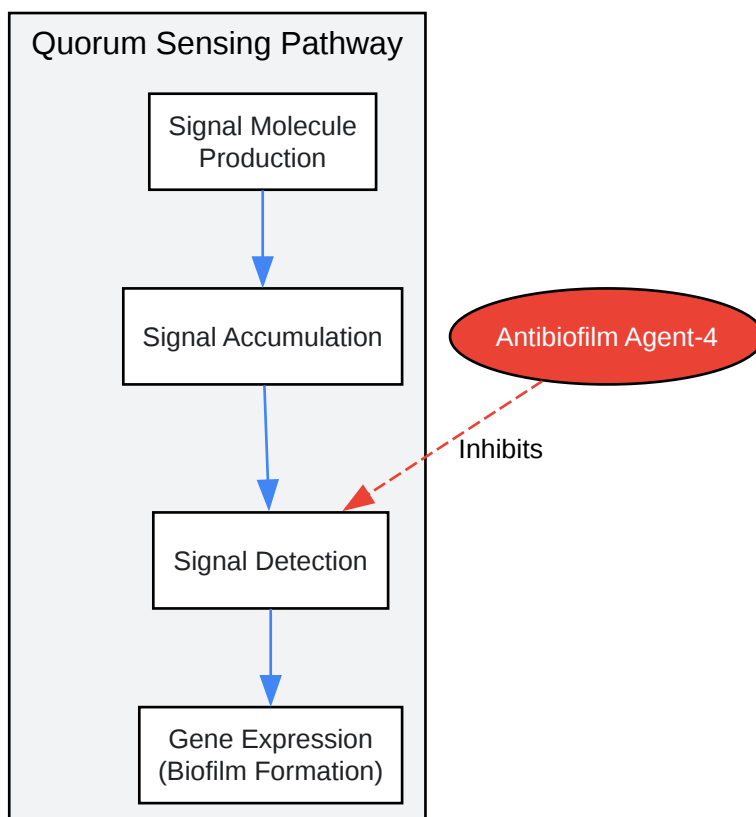 Quorum Sensing Pathway
Signal Molecule
Production
Signal Accumulation
Antibiofilm Agent-4
Inhibits
Signal Detection
Gene Expression
(Biofilm Formation)